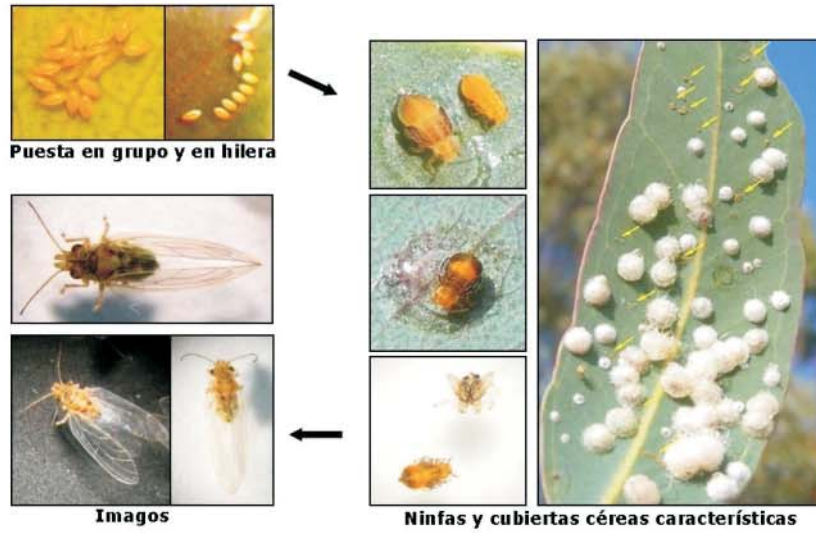 Puesta en grupo y en hilera
Imagos
Ninfas y cubiertas céreas características